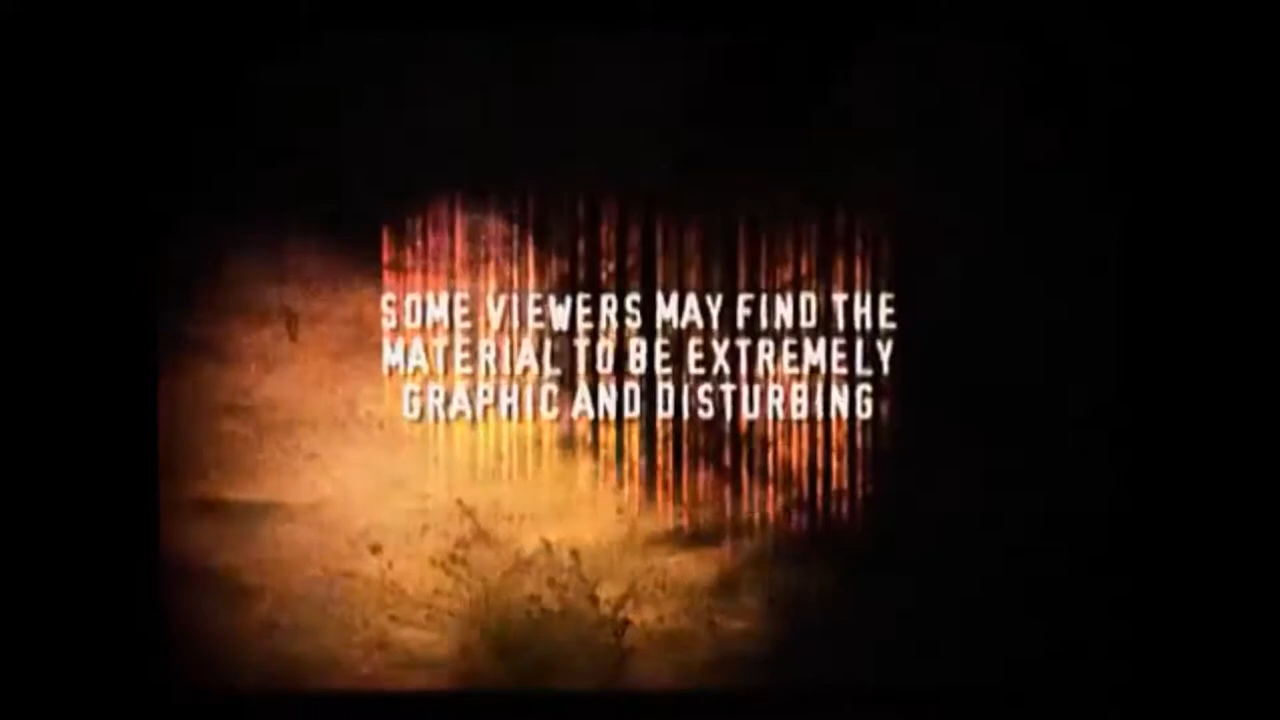 SOME VIEWERS MAY FIND THE
MATERIAL TO BE EXTREMELY
GRAPHIC AND DISTURBING